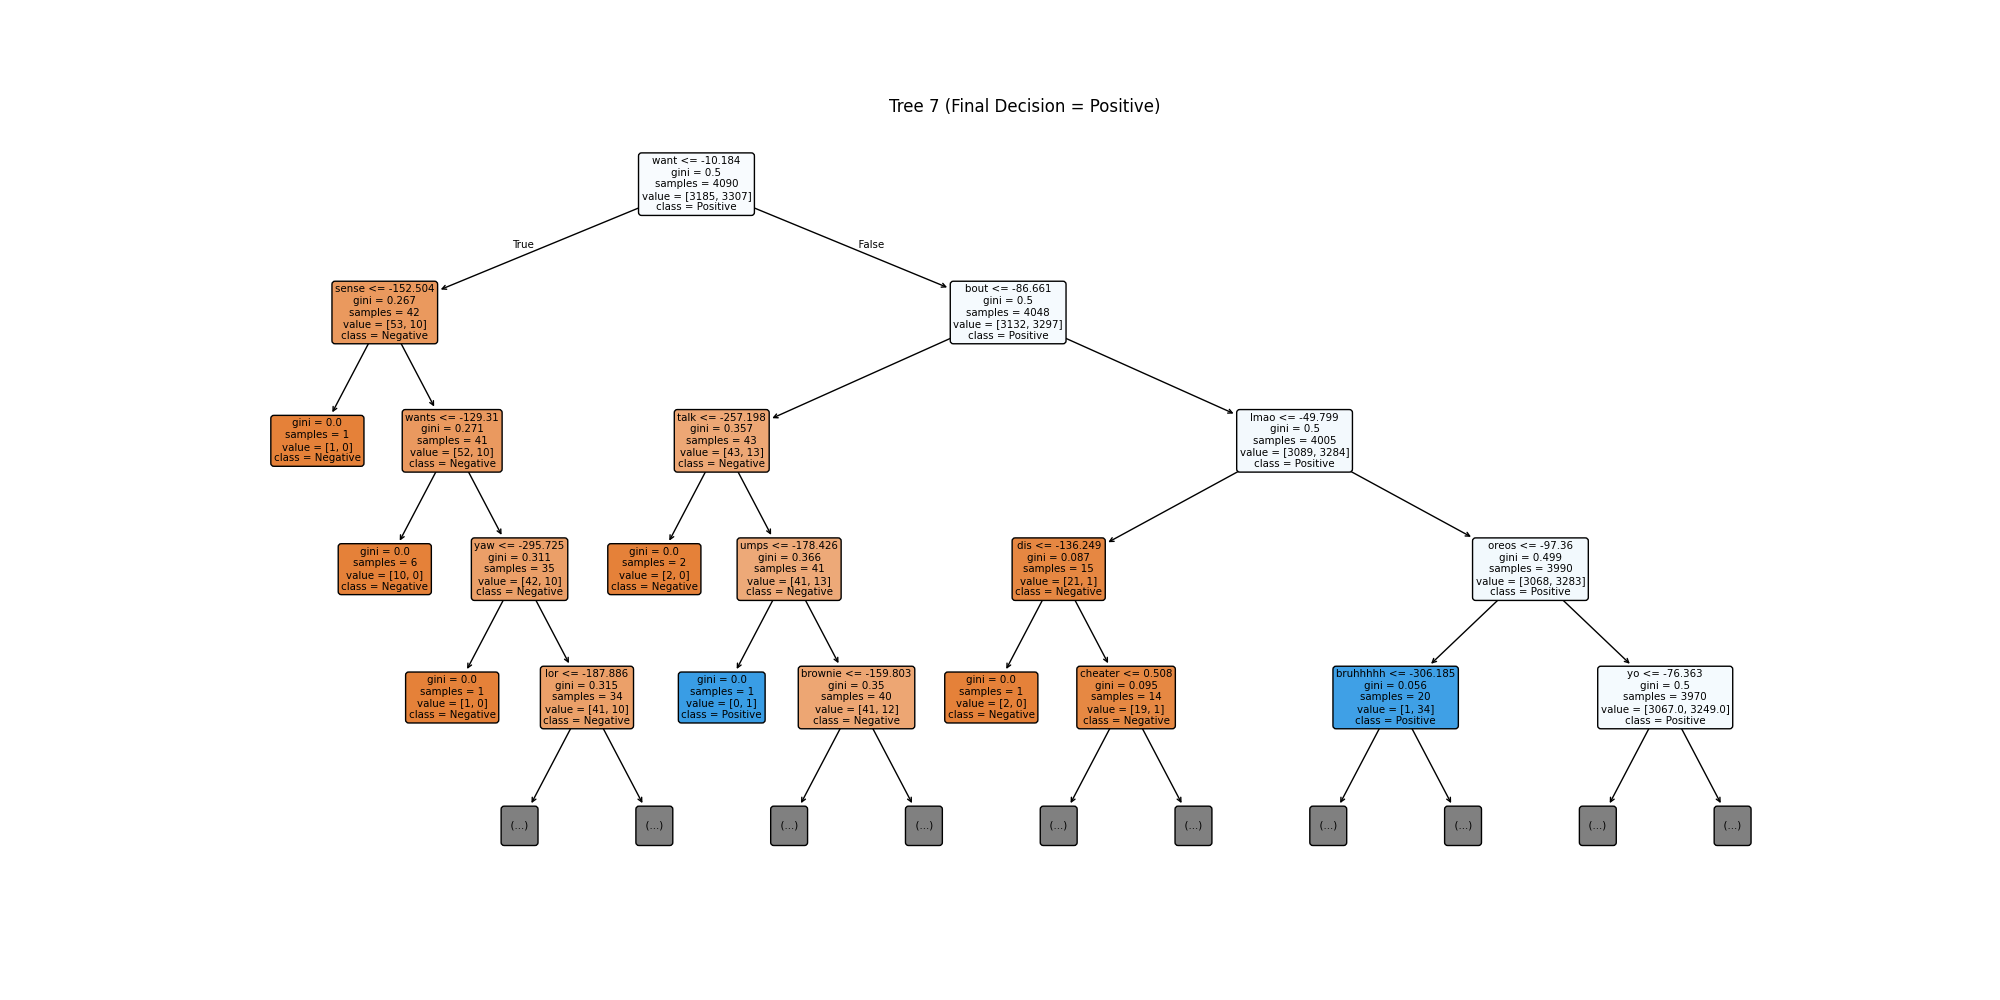 Tree 7 (Final Decision = Positive)
want <= -10.184
gini = 0.5
samples = 4090
value = [3185, 3307]
class = Positive
True
False
sense <= -152.504
gini = 0.267
samples = 42
value = [53, 10]
class = Negative
bout <= -86.661
gini = 0.5
samples = 4048
value = [3132, 3297]
class = Positive
gini = 0.0
samples = 1
value = [1, 0]
class = Negative
wants <= -129.31
gini = 0.271
samples = 41
value = [52, 10]
class = Negative
talk <= -257.198
gini = 0.357
samples = 43
value = [43, 13]
class = Negative
lmao <= -49.799
gini = 0.5
samples = 4005
value = [3089, 3284]
class = Positive
gini = 0.0
samples = 6
value = [10, 0]
class = Negative
yaw <= -295.725
gini = 0.311
samples = 35
value = [42, 10]
class = Negative
gini = 0.0
samples = 2
value = [2, 0]
class = Negative
umps <= -178.426
gini = 0.366
samples = 41
value = [41, 13]
class = Negative
dis <= -136.249
gini = 0.087
samples = 15
value = [21, 1]
class = Negative
oreos <= -97.36
gini = 0.499
samples = 3990
value = [3068, 3283]
class = Positive
gini = 0.0
samples = 1
value = [1, 0]
class = Negative
lor <= -187.886
gini = 0.315
samples = 34
value = [41, 10]
class = Negative
gini = 0.0
samples = 1
value = [0, 1]
class = Positive
brownie <= -159.803
gini = 0.35
samples = 40
value = [41, 12]
class = Negative
gini = 0.0
samples = 1
value = [2, 0]
class = Negative
cheater <= 0.508
gini = 0.095
samples = 14
value = [19, 1]
class = Negative
bruhhhhh <= -306.185
gini = 0.056
samples = 20
value = [1, 34]
class = Positive
yo <= -76.363
gini = 0.5
samples = 3970
value = [3067.0, 3249.0]
class = Positive
(...)
(...)
(...)
(...)
(...)
(...)
(...)
(...)
(...)
(...)